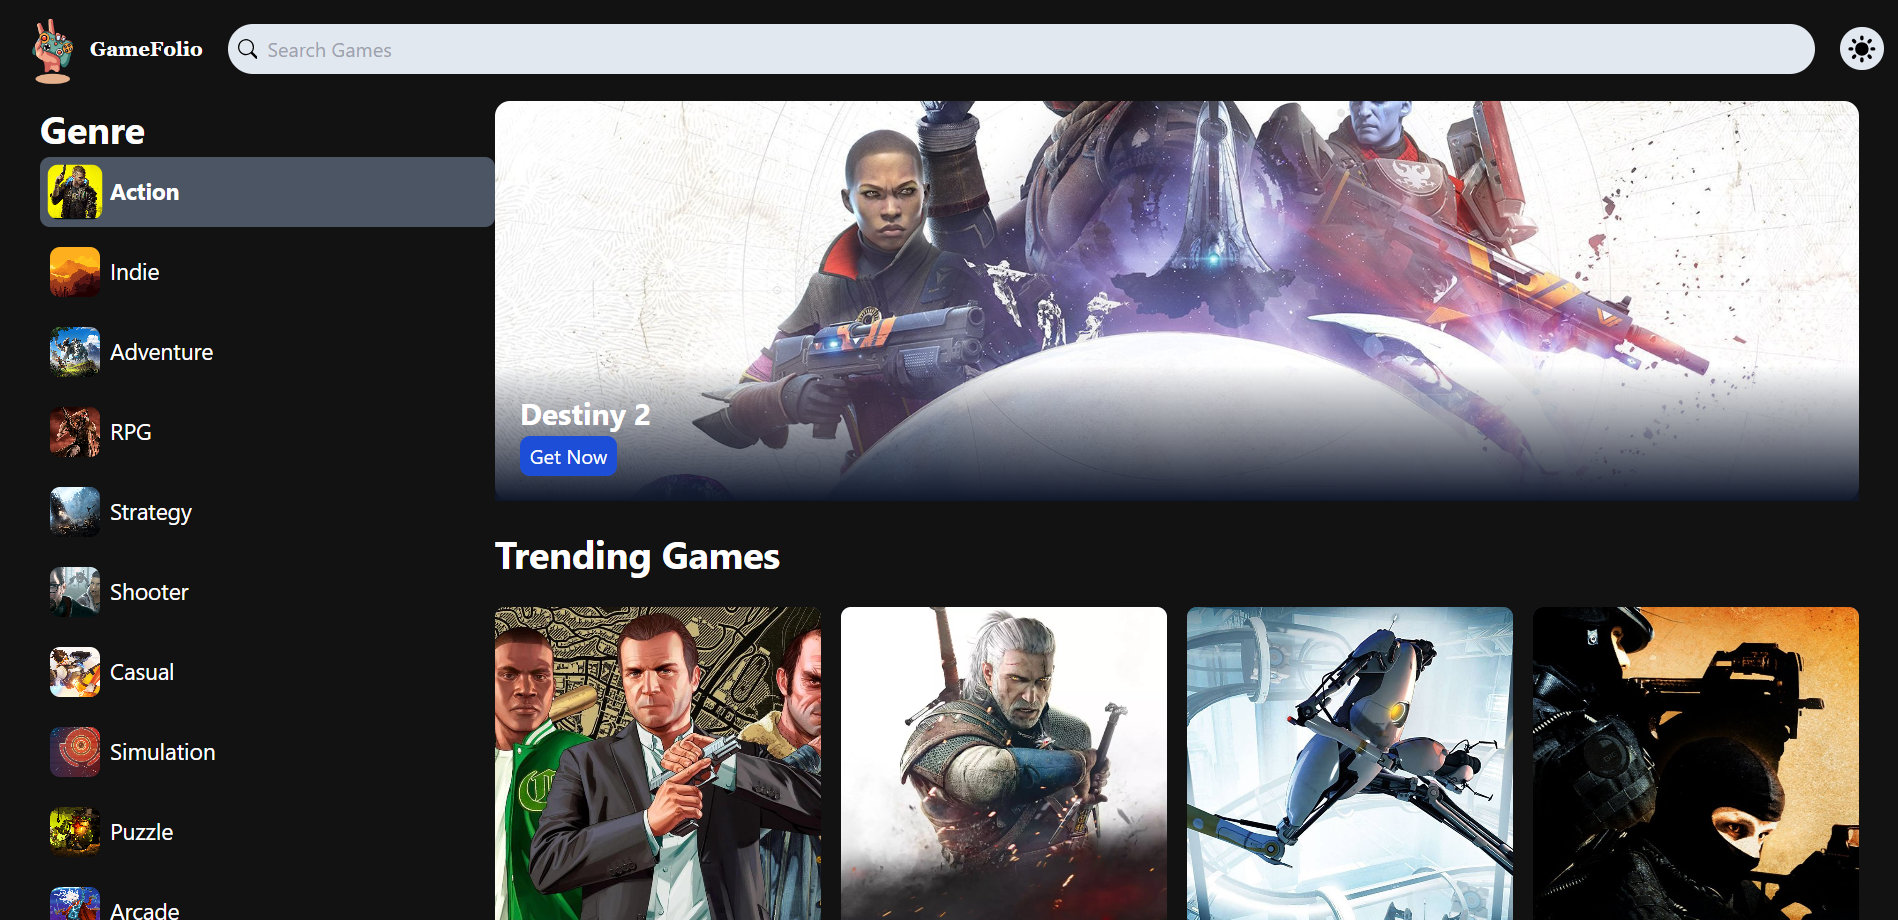 GameFolio
Search Games
Genre
Action
Indie
Adventure
RPG
Strategy
Shooter
Casual
Simulation
Puzzle
Arcade
Destiny 2
Get Now
Trending Games